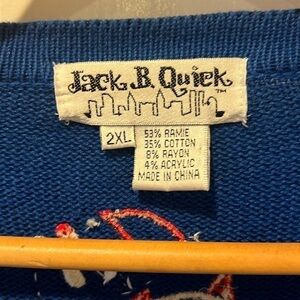 Jack B. Quick
TM
2XL
53% RAMIE
35% COTTON
8% RAYON
4% ACRYLIC
MADE IN CHINA